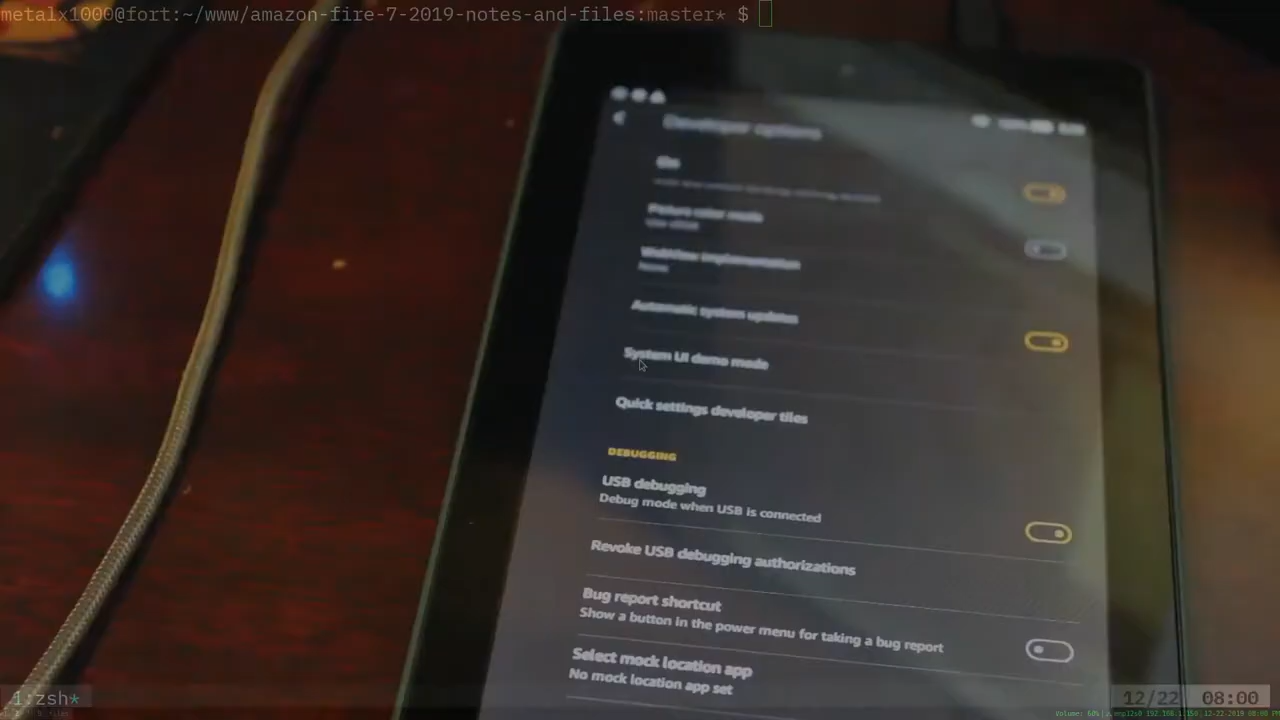 metalx1000@fort:~/www/amazon-fire-7-2019-notes-and-files:master* $
Developer options
On
Picture color mode
WebView implementation
None
Automatic system updates
System UI demo mode
Quick settings developer tiles
DEBUGGING
USB debugging
Debug mode when USB is connected
Revoke USB debugging authorizations
Bug report shortcut
Show a button in the power menu for taking a bug report
Select mock location app
No mock location app set
1:zsh*
12/22 08:00